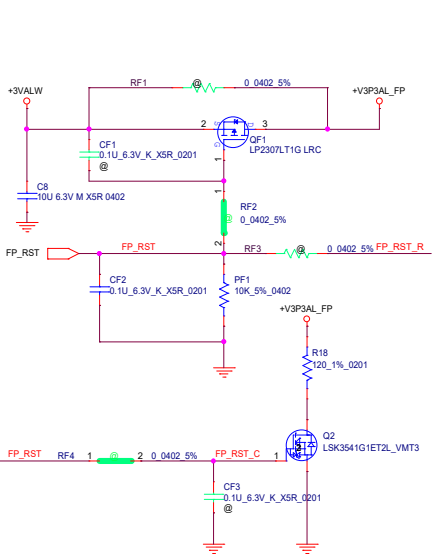 RF1 @ 0_0402_5%
+3VALW
+V3P3AL_FP
2 S D 3
G
QF1
LP2307LT1G LRC
CF1
0.1U_6.3V_K_X5R_0201
@
1
C8
10U 6.3V M X5R 0402
1
RF2
@ 0_0402_5%
2
FP_RST FP_RST RF3 @ 0_0402_5% FP_RST_R
CF2
0.1U_6.3V_K_X5R_0201
PF1
10K_5%_0402
+V3P3AL_FP
R18
120_1%_0201
Q2
LSK3541G1ET2L_VMT3
FP_RST RF4 1 @ 2 0_0402_5% FP_RST_C 1
CF3
0.1U_6.3V_K_X5R_0201
@